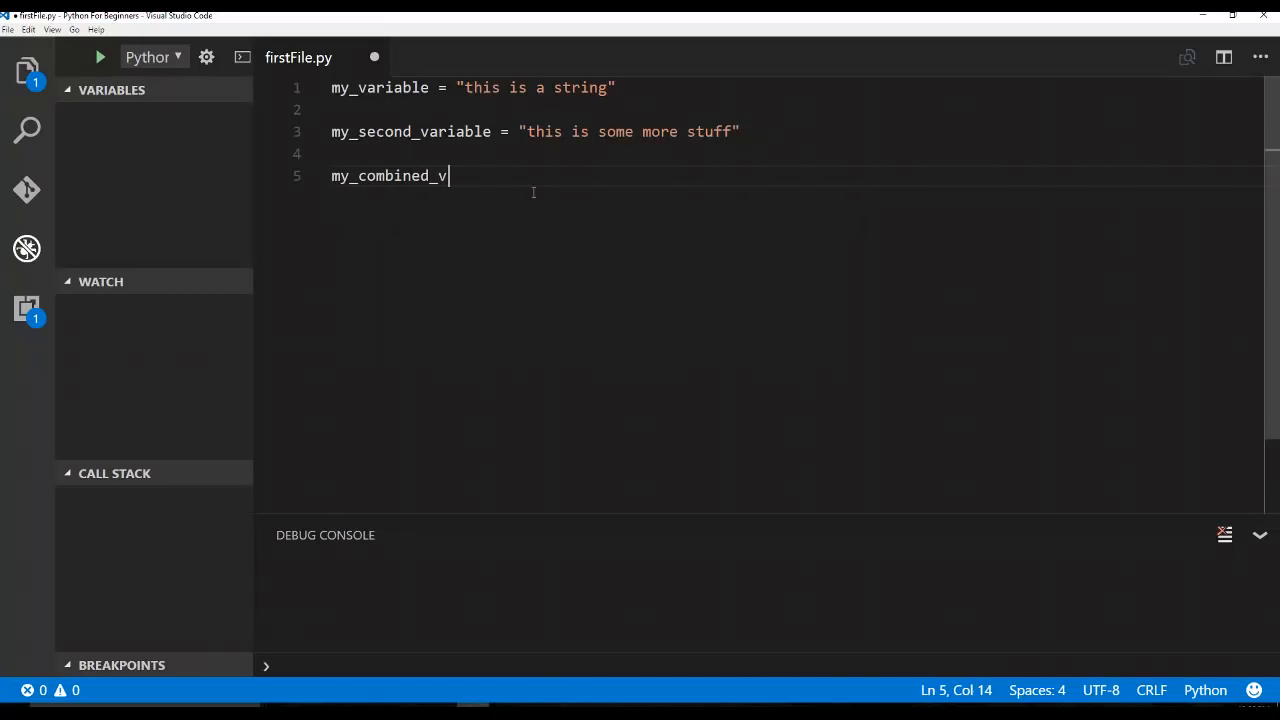 firstFile.py - Python For Beginners - Visual Studio Code
File Edit View Go Help
1
Python
firstFile.py
VARIABLES
1 my_variable = "this is a string"
2
3 my_second_variable = "this is some more stuff"
4
5 my_combined_v
WATCH
1
CALL STACK
DEBUG CONSOLE
BREAKPOINTS
0 0 Ln 5, Col 14 Spaces: 4 UTF-8 CRLF Python